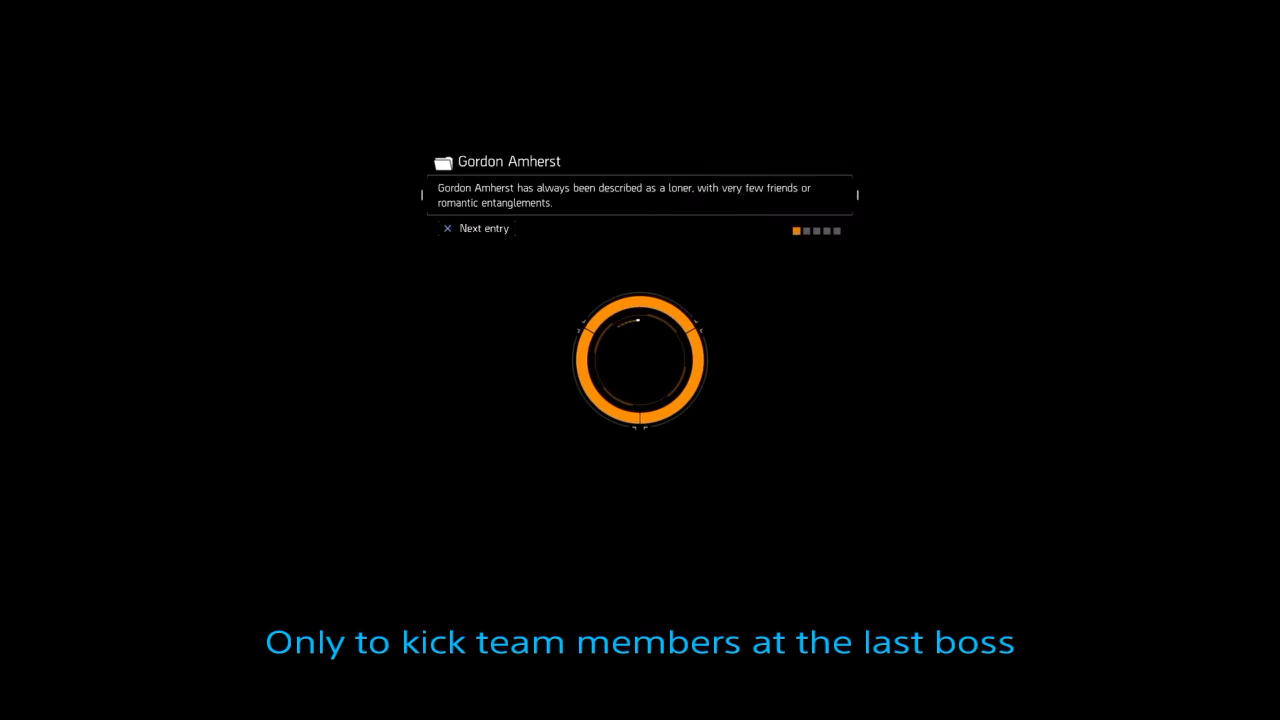 Gordon Amherst
Gordon Amherst has always been described as a loner, with very few friends or
romantic entanglements.
Next entry
Only to kick team members at the last boss